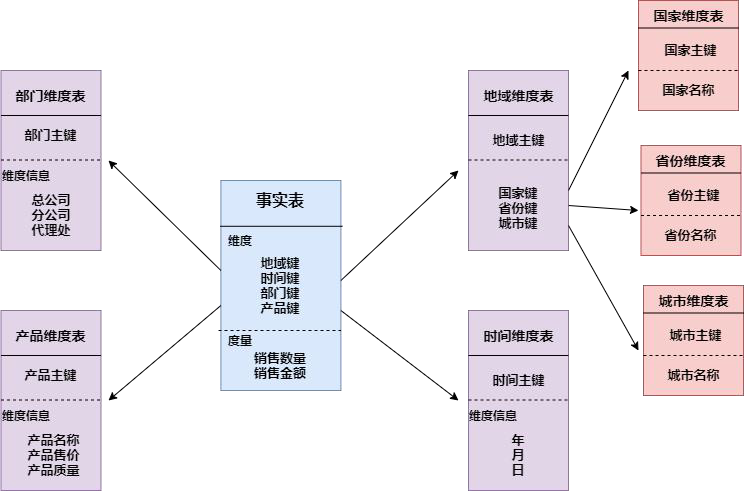 部门维度表
部门主键
维度信息
总公司
分公司
代理处
产品维度表
产品主键
维度信息
产品名称
产品售价
产品质量
事实表
维度
地域键
时间键
部门键
产品键
度量
销售数量
销售金额
地域维度表
地域主键
国家键
省份键
城市键
时间维度表
时间主键
维度信息
年
月
日
国家维度表
国家主键
国家名称
省份维度表
省份主键
省份名称
城市维度表
城市主键
城市名称